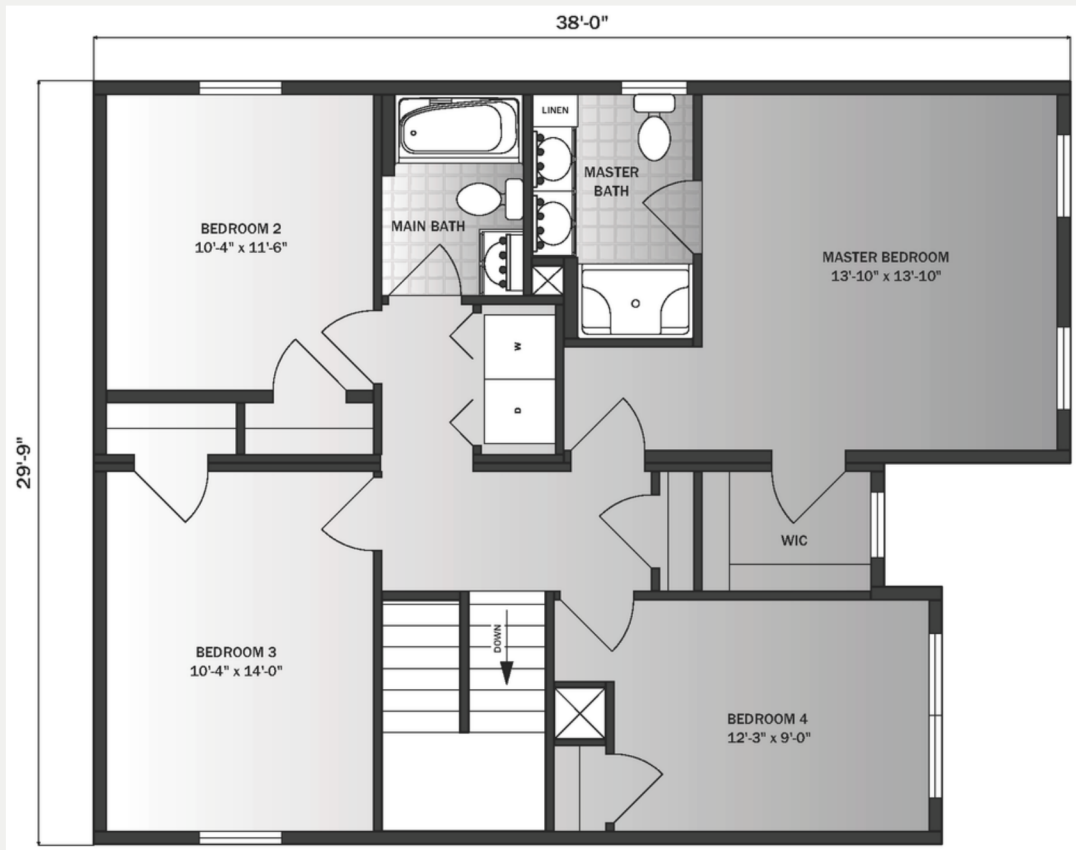 38'-0"
29'-9"
LINEN
MASTER
BATH
MAIN BATH
BEDROOM 2
10'-4" x 11'-6"
MASTER BEDROOM
13'-10" x 13'-10"
W
D
WIC
DOWN
BEDROOM 3
10'-4" x 14'-0"
BEDROOM 4
12'-3" x 9'-0"